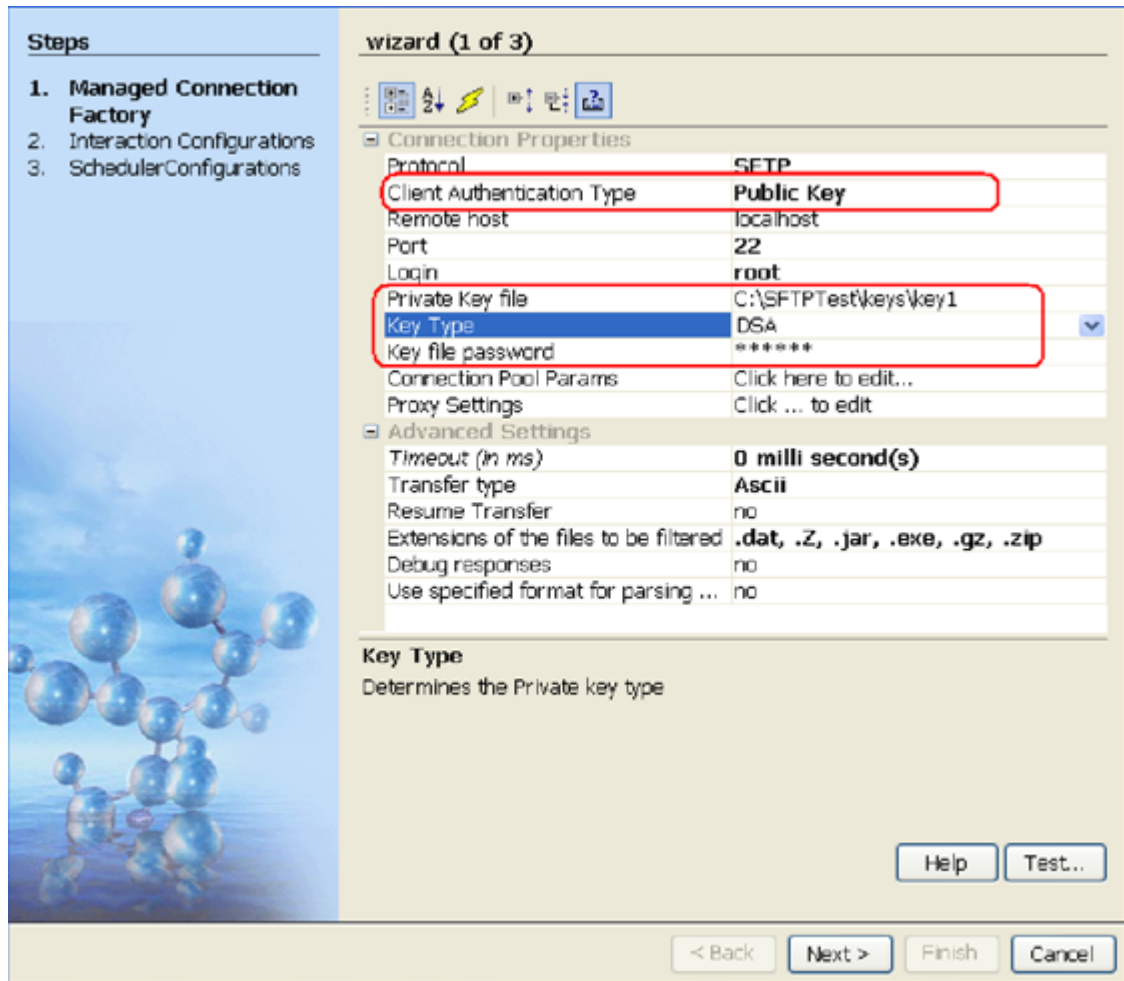 Steps
1. Managed Connection
Factory
2. Interaction Configurations
3. SchedulerConfigurations
wizard (1 of 3)
Connection Properties
Protocol SFTP
Client Authentication Type Public Key
Remote host localhost
Port 22
Login root
Private Key file C:\SFTPTest\keys\key1
Key Type DSA
Key file password ******
Connection Pool Params Click here to edit...
Proxy Settings Click ... to edit
Advanced Settings
Timeout (in ms) 0 milli second(s)
Transfer type Ascii
Resume Transfer no
Extensions of the files to be filtered .dat, .Z, .jar, .exe, .gz, .zip
Debug responses no
Use specified format for parsing ... no
Key Type
Determines the Private key type
Help Test...
< Back Next > Finish Cancel